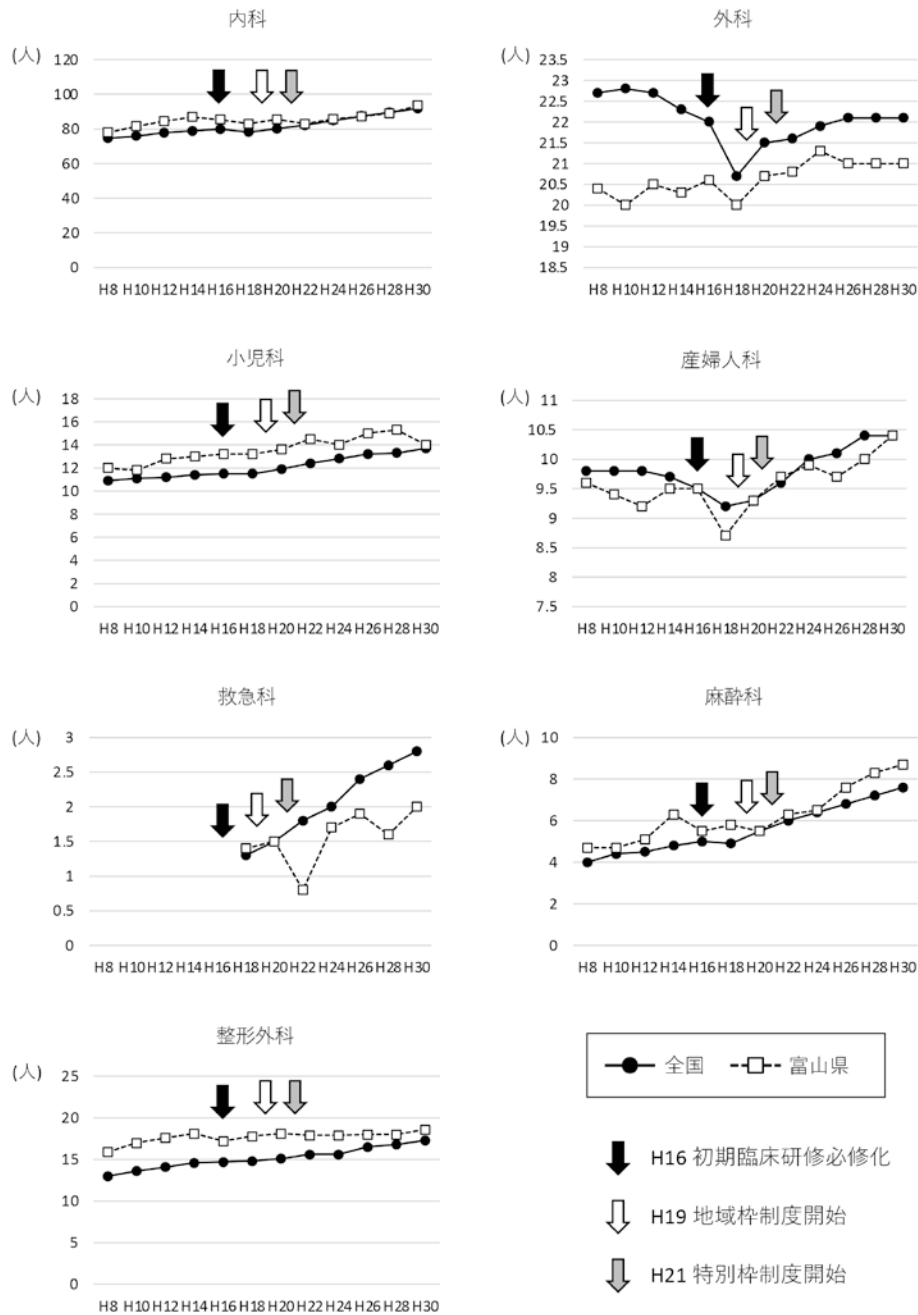 内科
(人)
120
100
80
60
40
20
0
H8 H10 H12 H14 H16 H18 H20 H22 H24 H26 H28 H30
外科
(人)
23.5
23
22.5
22
21.5
21
20.5
20
19.5
19
18.5
H8 H10 H12 H14 H16 H18 H20 H22 H24 H26 H28 H30
小児科
(人)
18
16
14
12
10
8
6
4
2
0
H8 H10 H12 H14 H16 H18 H20 H22 H24 H26 H28 H30
産婦人科
(人)
11
10.5
10
9.5
9
8.5
8
7.5
H8 H10 H12 H14 H16 H18 H20 H22 H24 H26 H28 H30
救急科
(人)
3
2.5
2
1.5
1
0.5
0
H8 H10 H12 H14 H16 H18 H20 H22 H24 H26 H28 H30
麻酔科
(人)
10
8
6
4
2
0
H8 H10 H12 H14 H16 H18 H20 H22 H24 H26 H28 H30
整形外科
(人)
25
20
15
10
5
0
H8 H10 H12 H14 H16 H18 H20 H22 H24 H26 H28 H30
全国 富山県
H16 初期臨床研修必修化
H19 地域枠制度開始
H21 特別枠制度開始